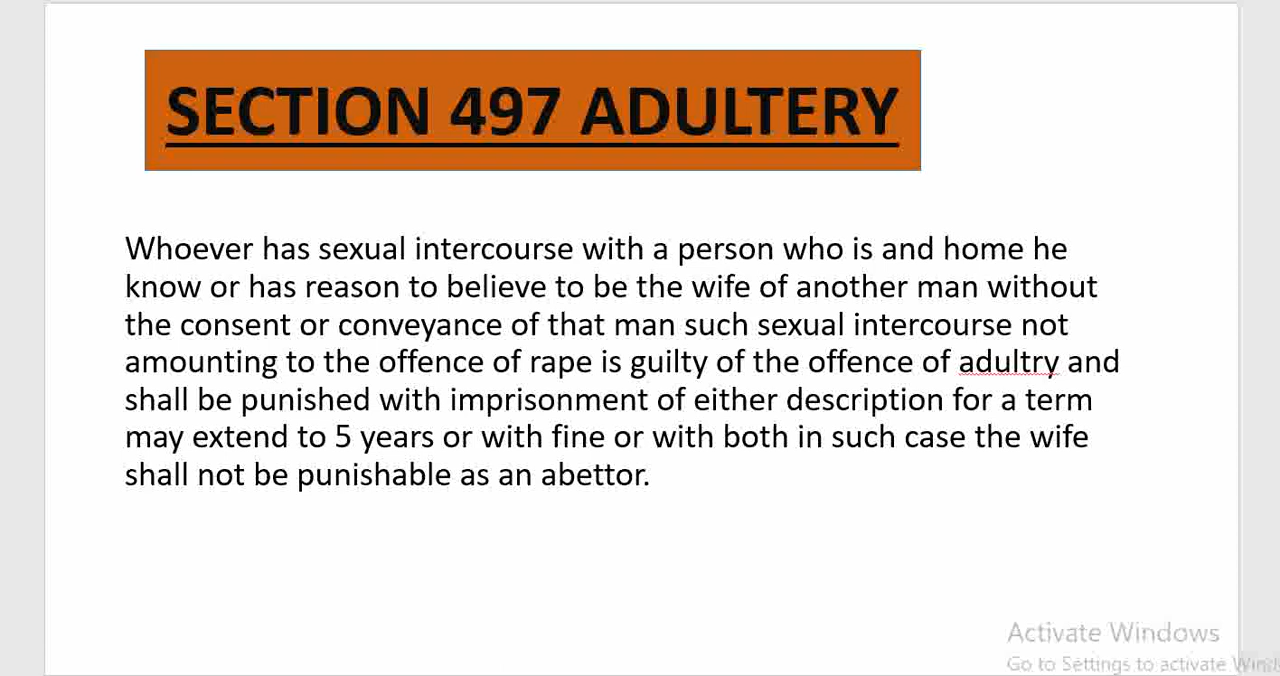 SECTION 497 ADULTERY
Whoever has sexual intercourse with a person who is and home he
know or has reason to believe to be the wife of another man without
the consent or conveyance of that man such sexual intercourse not
amounting to the offence of rape is guilty of the offence of adultry and
shall be punished with imprisonment of either description for a term
may extend to 5 years or with fine or with both in such case the wife
shall not be punishable as an abettor.
Activate Windows
Go to Settings to activate